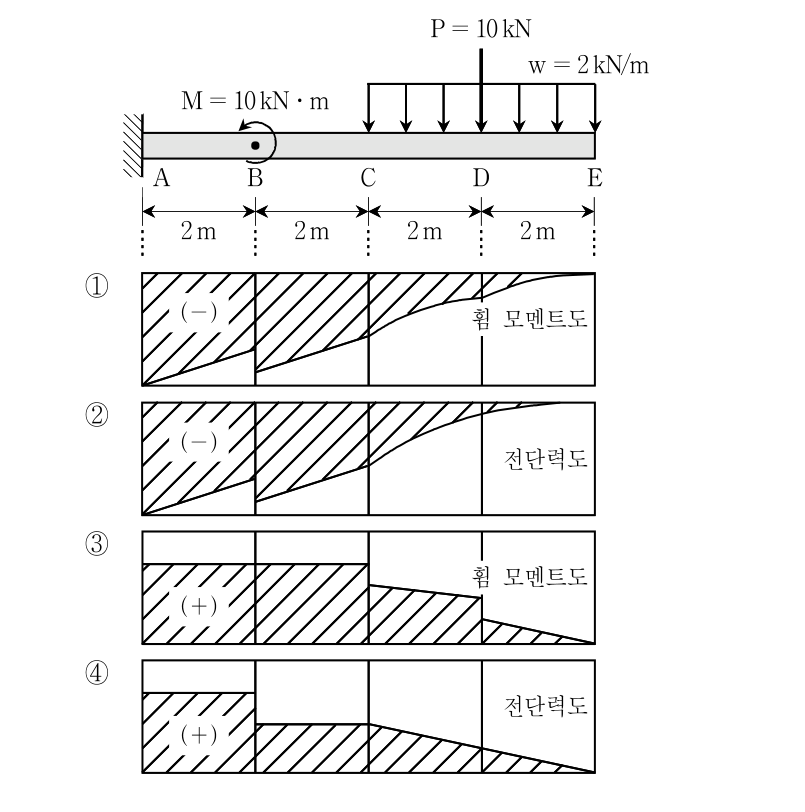 P = 10 kN
w = 2 kN/m
M = 10 kN · m
A B C D E
2 m 2 m 2 m 2 m
①
(−)
휨 모멘트도
②
(−)
전단력도
③
휨 모멘트도
(+)
④
전단력도
(+)